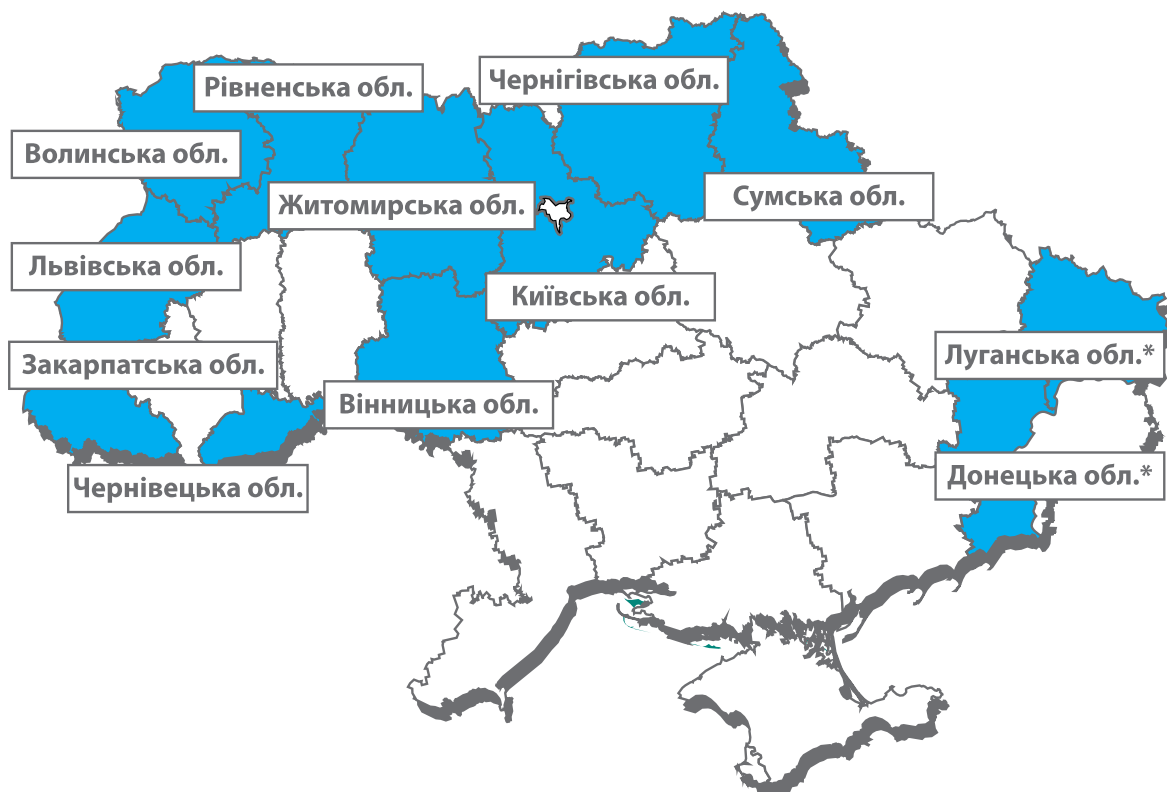 Рівненська обл.
Чернігівська обл.
Волинська обл.
Житомирська обл.
Сумська обл.
Львівська обл.
Київська обл.
Закарпатська обл.
Луганська обл.*
Вінницька обл.
Чернівецька обл.
Донецька обл.*